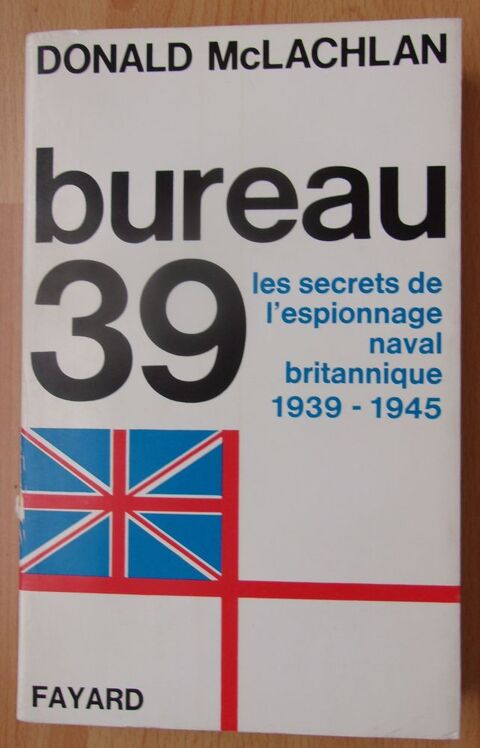 DONALD McLACHLAN
bureau
39
les secrets de
l'espionnage
naval
britannique
1939 - 1945
FAYARD